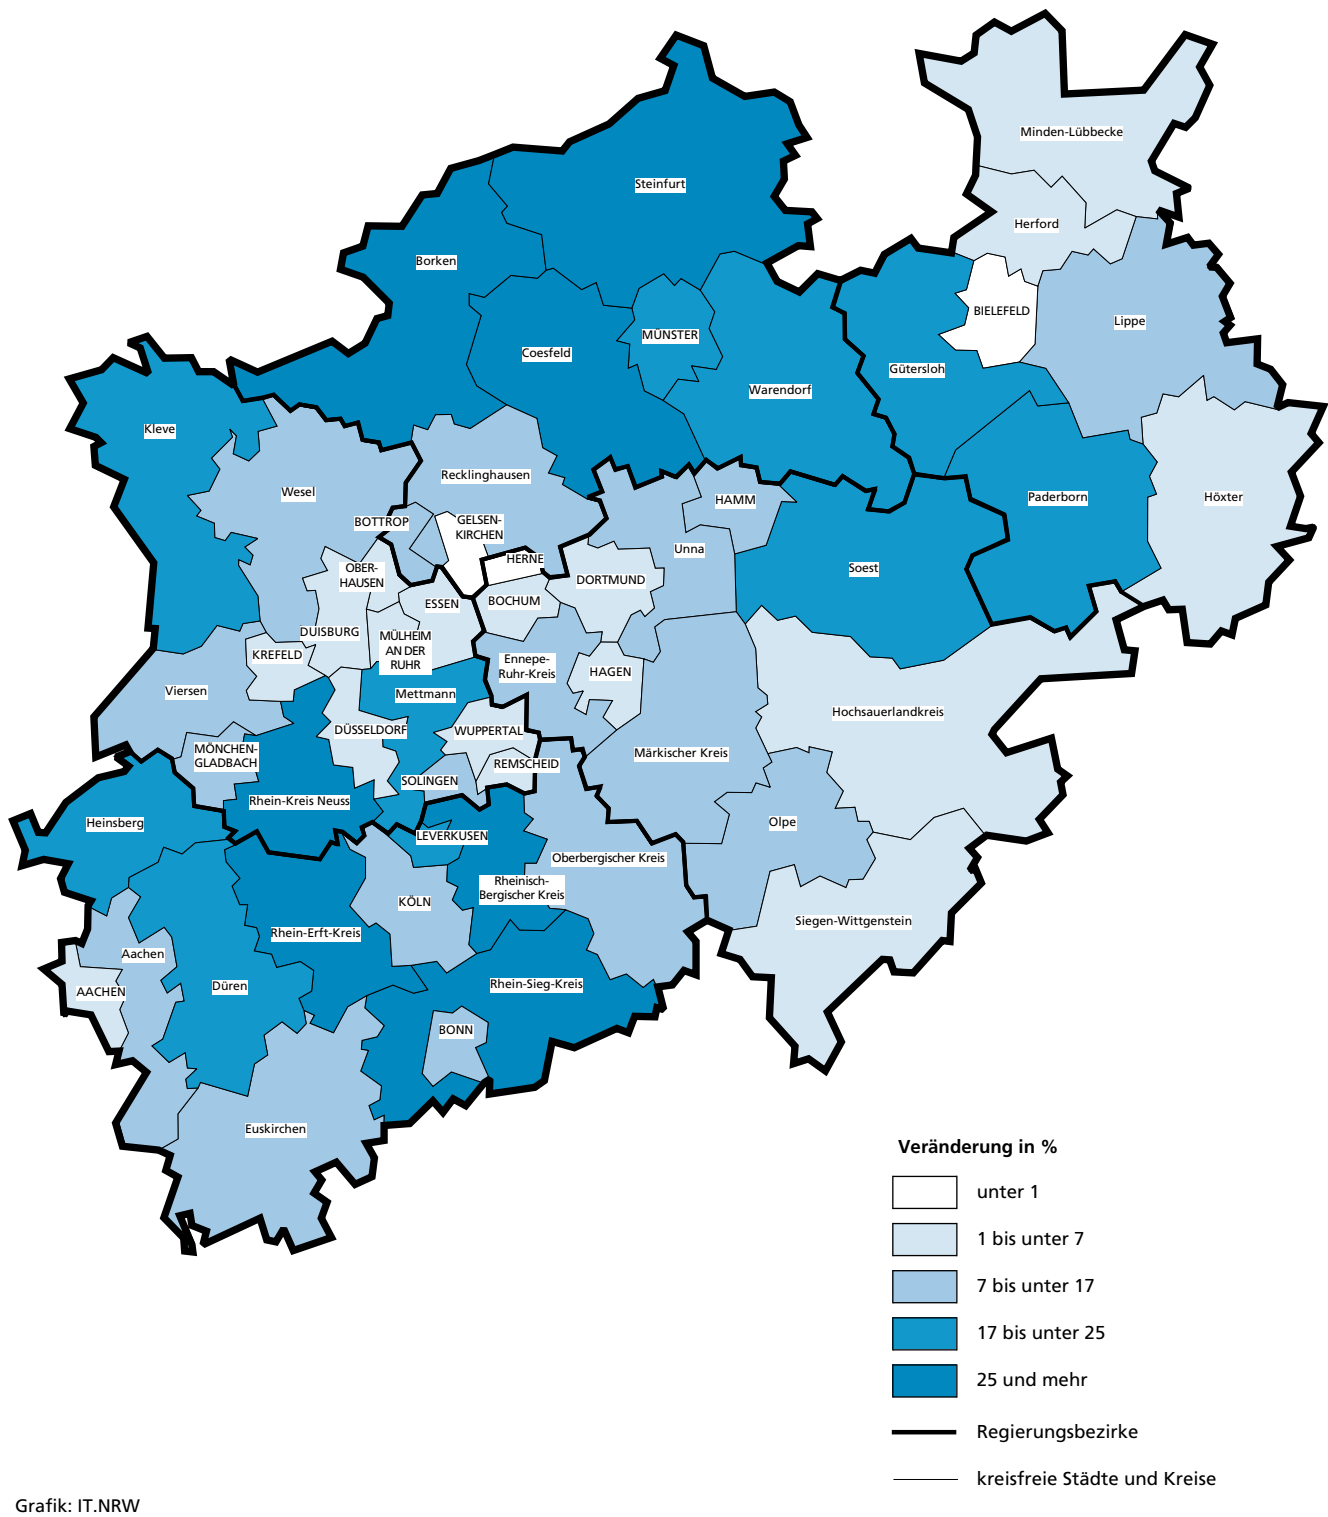 Minden-Lübbecke
Steinfurt
Herford
Borken
BIELEFELD
Lippe
MÜNSTER
Coesfeld
Gütersloh
Warendorf
Kleve
Recklinghausen
Wesel
HAMM
Paderborn
Höxter
BOTTROP
GELSEN-
KIRCHEN
Unna
HERNE
OBER-
HAUSEN
DORTMUND
Soest
ESSEN
BOCHUM
DUISBURG
MÜLHEIM
AN DER
RUHR
KREFELD
Ennepe-
Ruhr-Kreis
HAGEN
Viersen
Mettmann
Hochsauerlandkreis
DÜSSELDORF
WUPPERTAL
MÖNCHEN-
GLADBACH
Märkischer Kreis
REMSCHEID
SOLINGEN
Rhein-Kreis Neuss
Heinsberg
Olpe
LEVERKUSEN
Oberbergischer Kreis
Rheinisch-
Bergischer Kreis
KÖLN
Siegen-Wittgenstein
Rhein-Erft-Kreis
Aachen
Rhein-Sieg-Kreis
Düren
AACHEN
BONN
Euskirchen
Veränderung in %
unter 1
1 bis unter 7
7 bis unter 17
17 bis unter 25
25 und mehr
Regierungsbezirke
kreisfreie Städte und Kreise
Grafik: IT.NRW